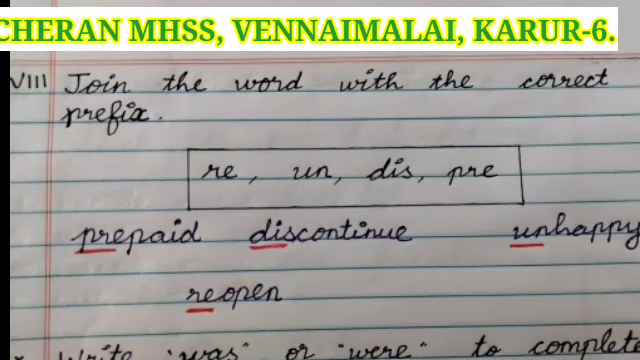 CHERAN MHSS, VENNAIMALAI, KARUR-6.
VIII Join the word with the correct
prefix.
re, un, dis, pre
prepaid discontinue unhappy
reopen
Write "was" or "were" to complete